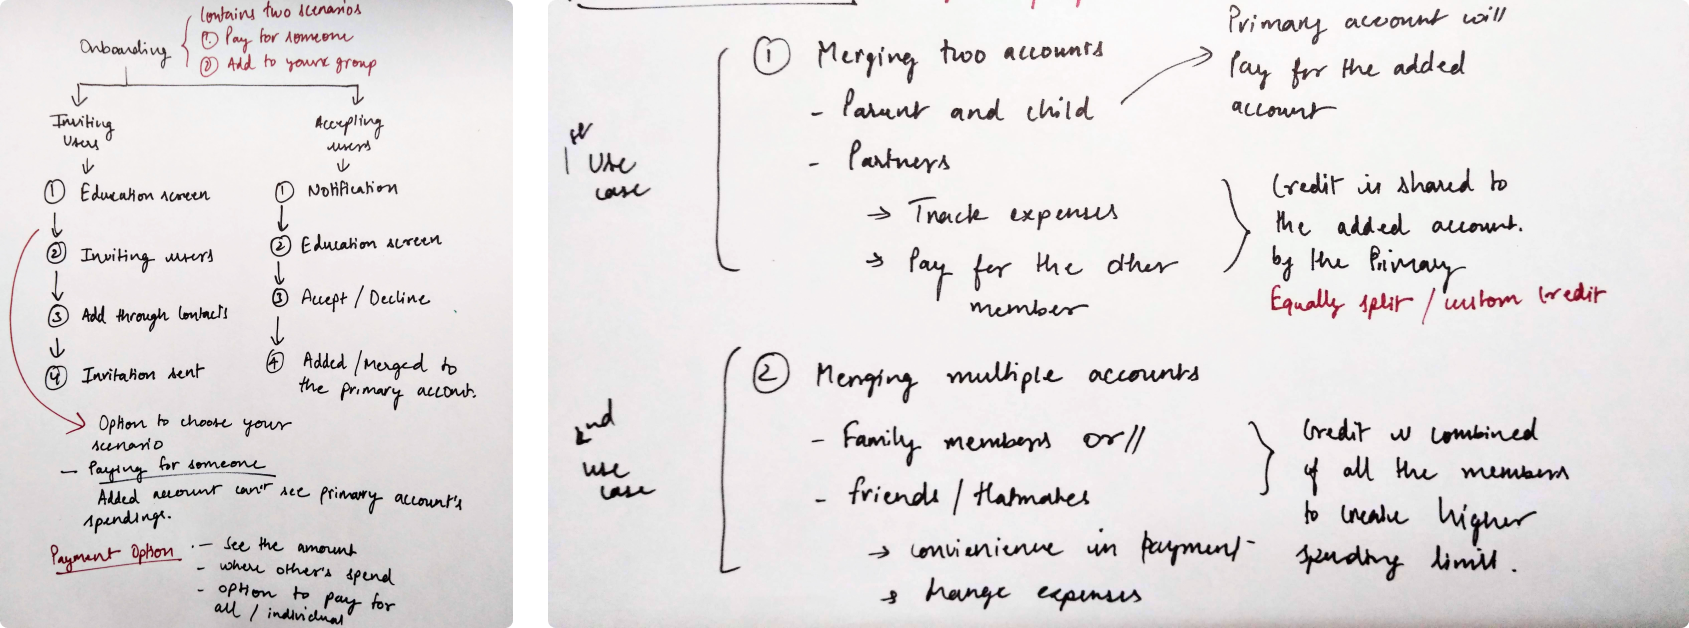 Onboarding
Contains two scenarios
① Pay for someone
② Add to your group
Inviting
Users
① Education screen
② Inviting users
③ Add through contacts
④ Invitation sent
Accepting
users
① Notification
② Education screen
③ Accept / Decline
④ Added / Merged to
the primary account.
Option to choose your
scenario
- Paying for someone
Added account can't see primary account's
spendings.
Payment Option
- See the amount
- where other's spend
- option to pay for
all / individual
1st Use
case
① Merging two accounts
- Parent and child
Primary account will
Pay for the added
account
- Partners
→ Track expenses
→ Pay for the other
member
Credit is shared to
the added account.
by the Primary
Equally split / custom credit
2nd
use
case
② Merging multiple accounts
- Family members or //
- friends / flatmates
→ convienience in payment
→ Manage expenses
Credit is combined
of all the members
to create higher
spending limit.